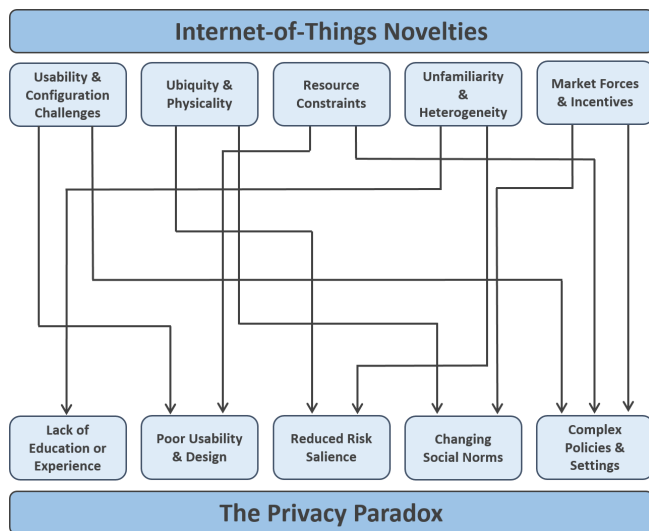 Internet-of-Things Novelties
Usability &
Configuration
Challenges
Ubiquity &
Physicality
Resource
Constraints
Unfamiliarity
&
Heterogeneity
Market Forces
& Incentives
Lack of
Education or
Experience
Poor Usability
& Design
Reduced Risk
Salience
Changing
Social Norms
Complex
Policies &
Settings
The Privacy Paradox